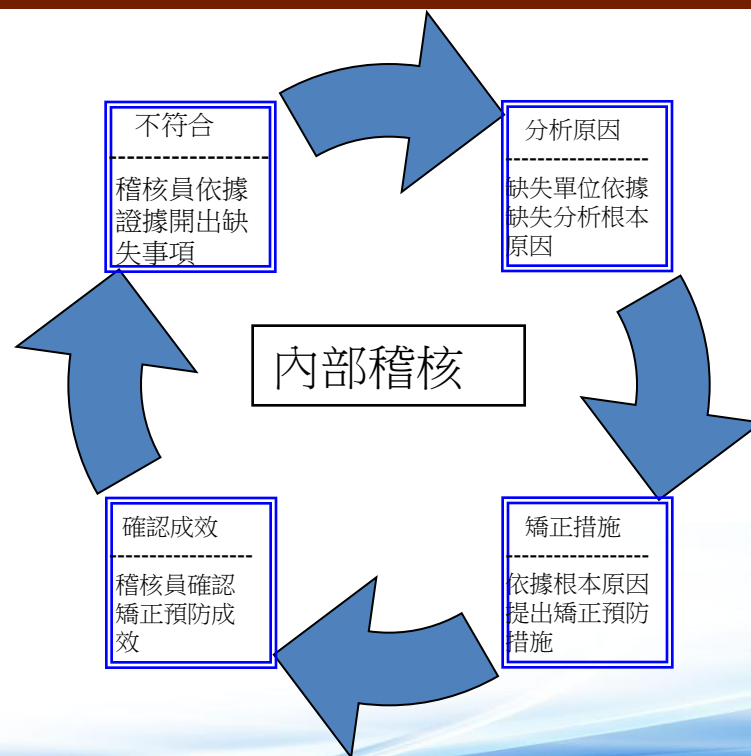 不符合
稽核員依據
證據開出缺
失事項
分析原因
缺失單位依據
缺失分析根本
原因
內部稽核
確認成效
稽核員確認
矯正預防成
效
矯正措施
依據根本原因
提出矯正預防
措施